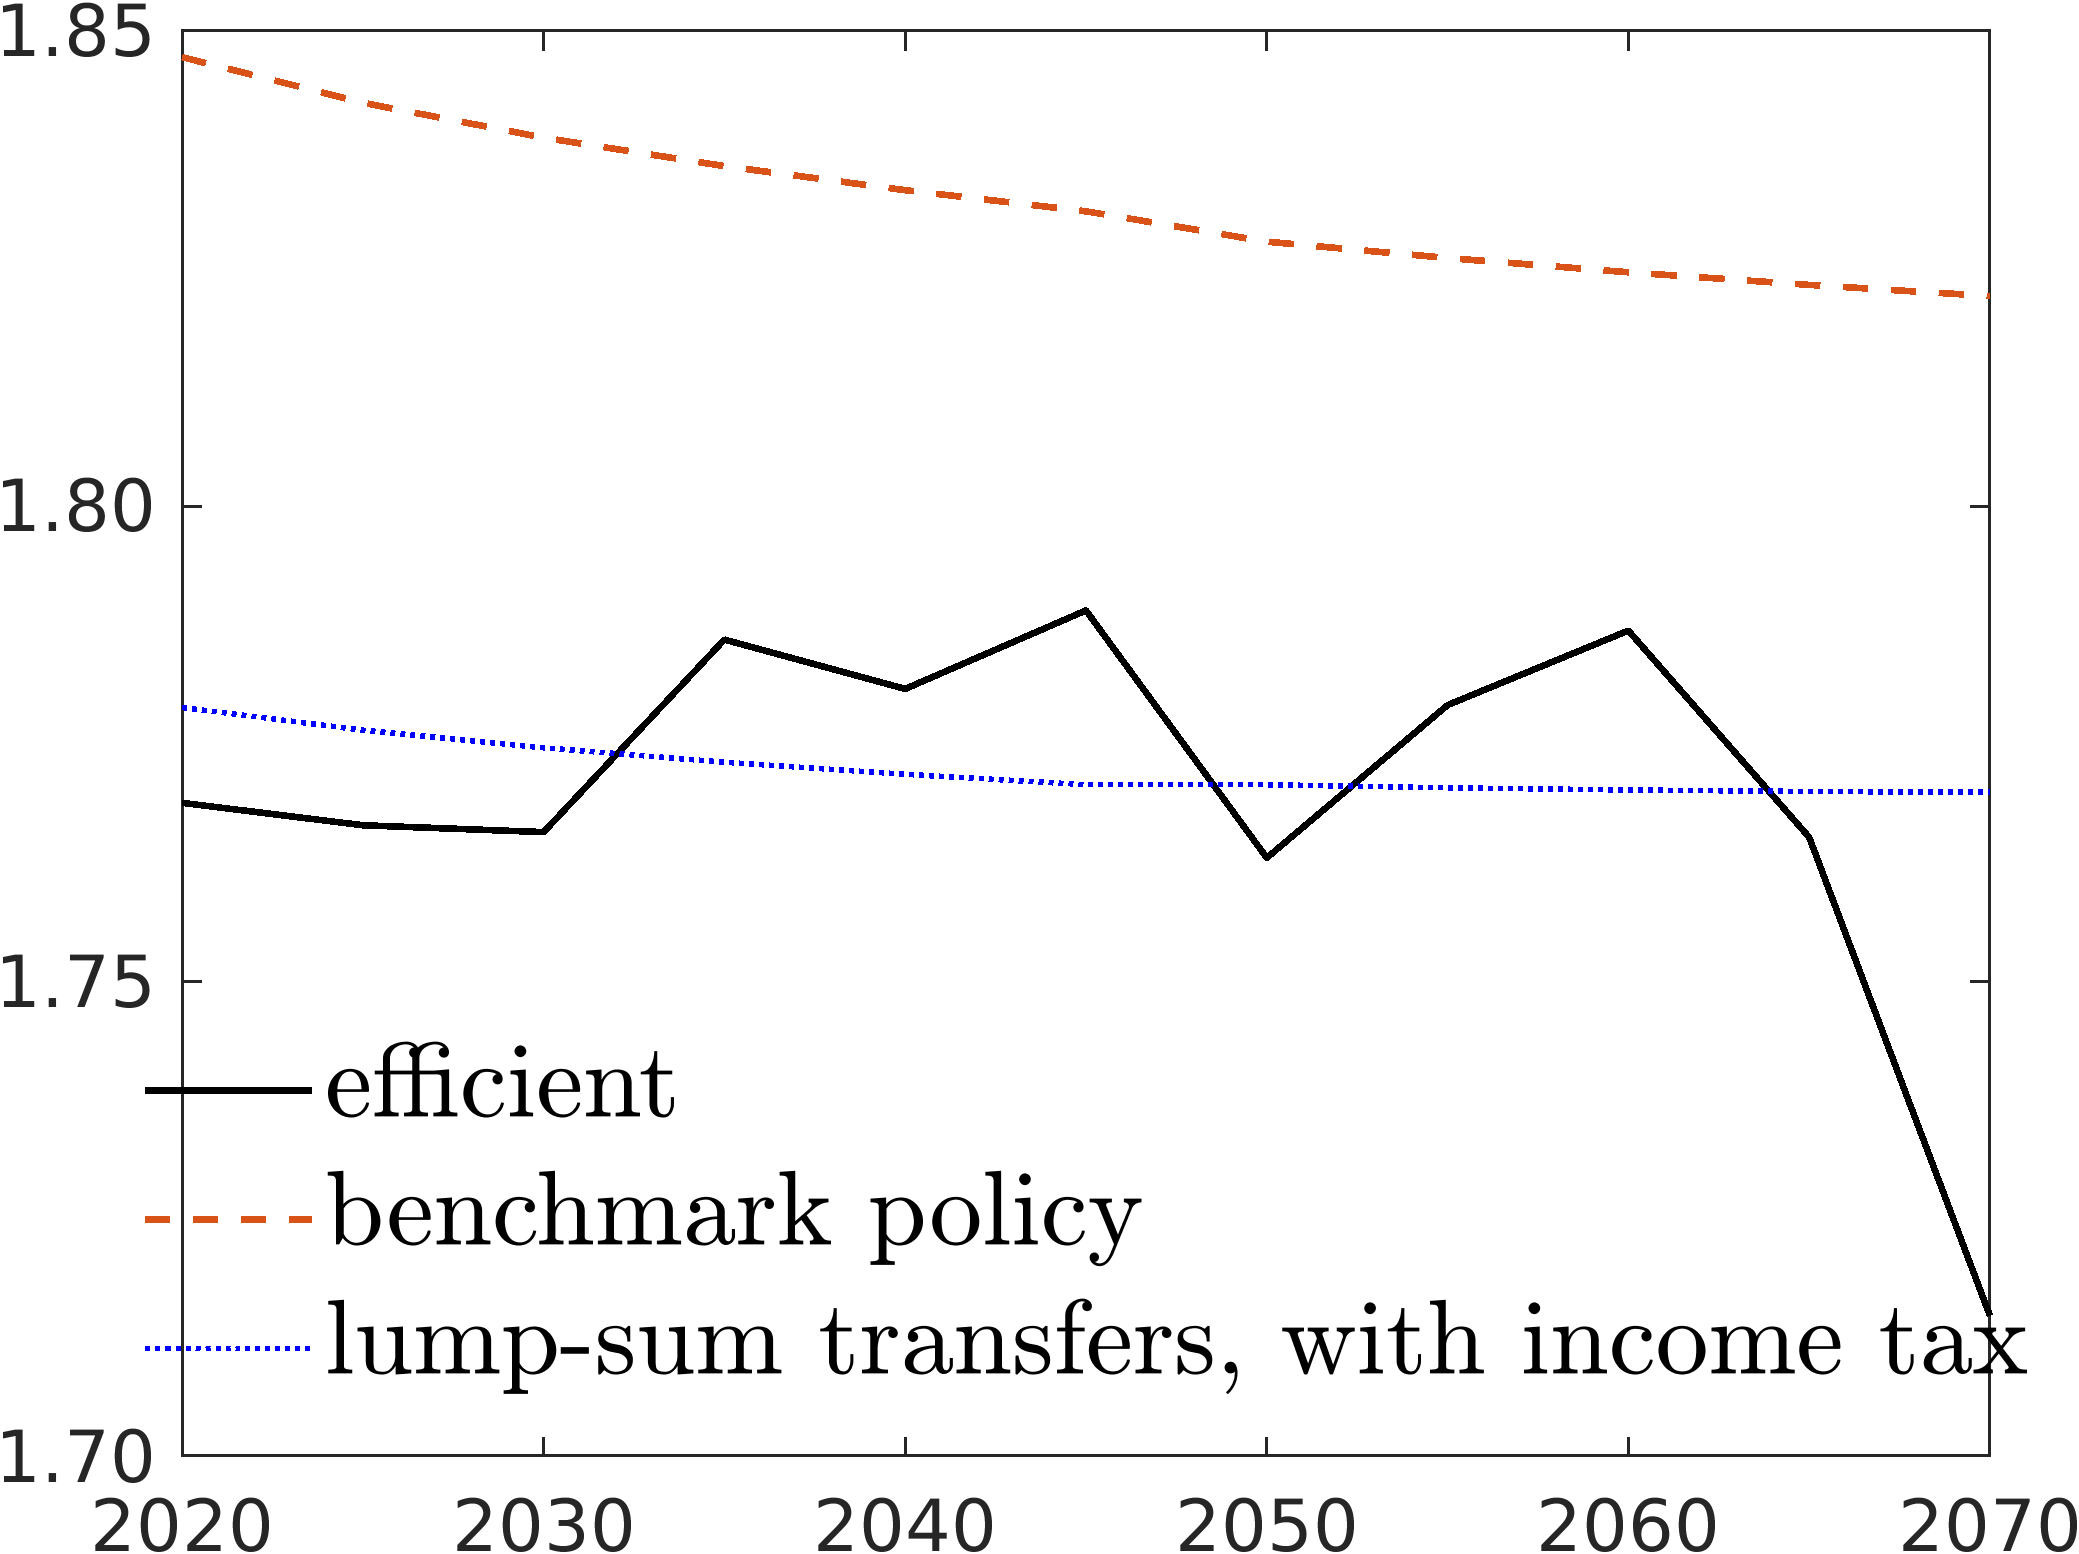 1.85
1.80
1.75
efficient
benchmark policy
lump-sum transfers, with income tax
1.70
2020 2030 2040 2050 2060 2070